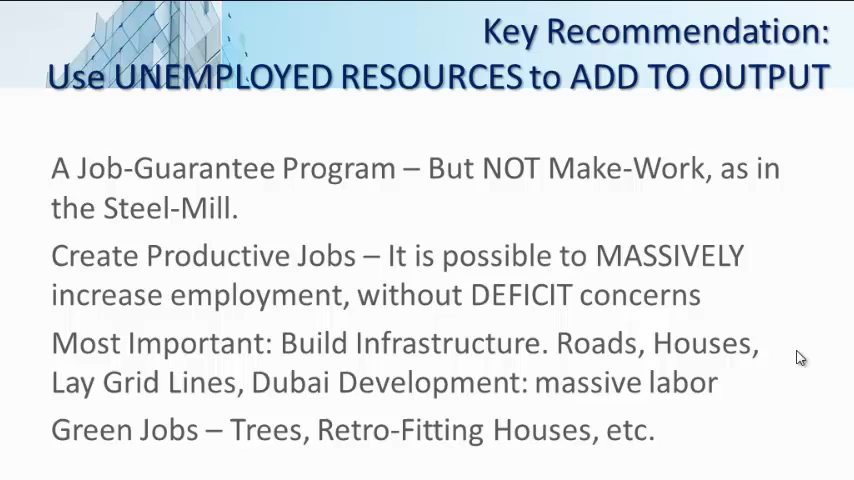 Key Recommendation:
Use UNEMPLOYED RESOURCES to ADD TO OUTPUT
A Job-Guarantee Program – But NOT Make-Work, as in
the Steel-Mill.
Create Productive Jobs – It is possible to MASSIVELY
increase employment, without DEFICIT concerns
Most Important: Build Infrastructure. Roads, Houses,
Lay Grid Lines, Dubai Development: massive labor
Green Jobs – Trees, Retro-Fitting Houses, etc.